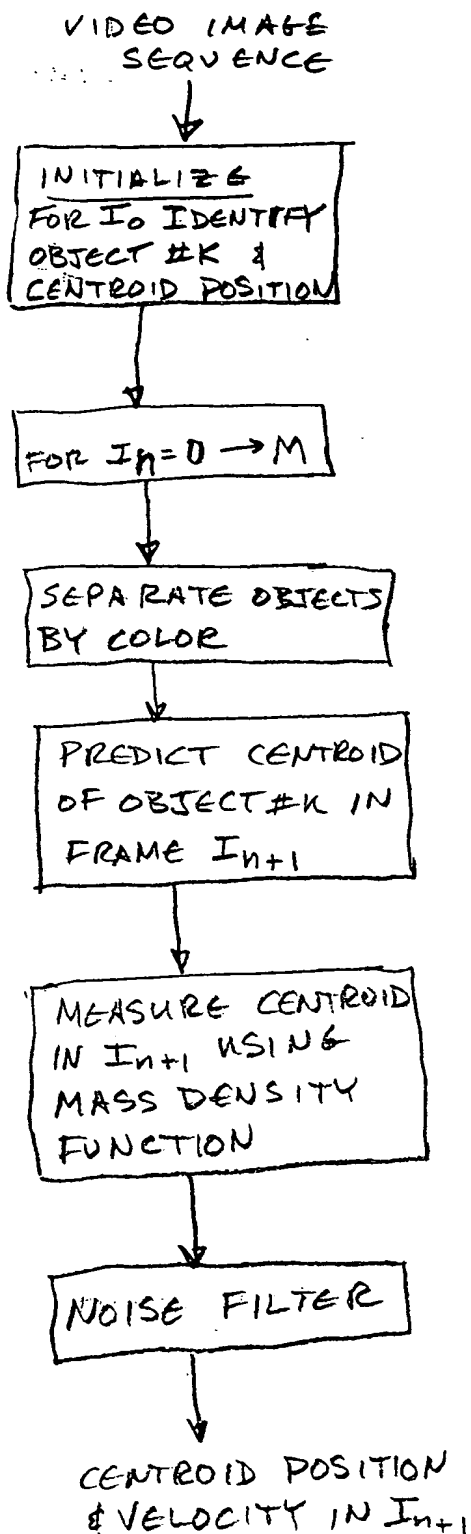 VIDEO IMAGE
SEQUENCE
INITIALIZE
FOR I₀ IDENTIFY
OBJECT #K &
CENTROID POSITION
FOR Iₙ=0 → M
SEPARATE OBJECTS
BY COLOR
PREDICT CENTROID
OF OBJECT #K IN
FRAME Iₙ₊₁
MEASURE CENTROID
IN Iₙ₊₁ USING
MASS DENSITY
FUNCTION
NOISE FILTER
CENTROID POSITION
& VELOCITY IN Iₙ₊₁